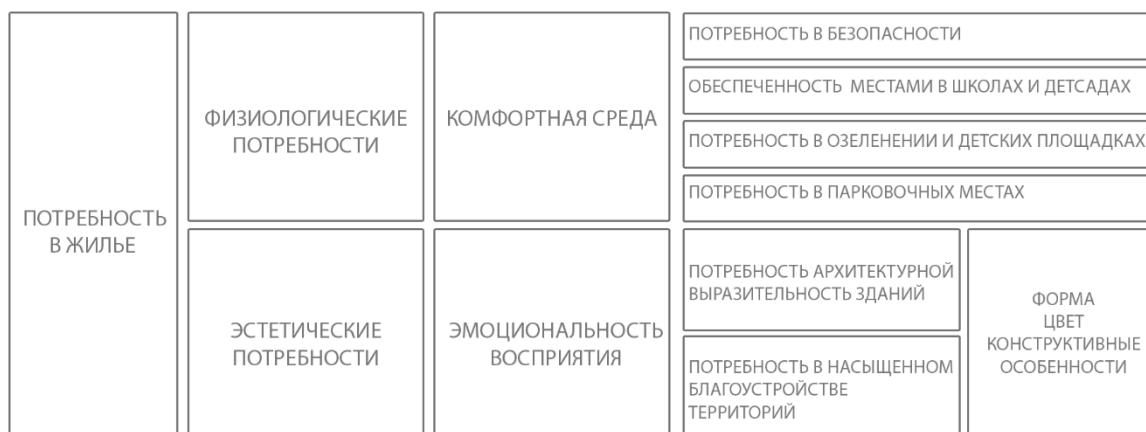 ПОТРЕБНОСТЬ
В ЖИЛЬЕ
ФИЗИОЛОГИЧЕСКИЕ
ПОТРЕБНОСТИ
КОМФОРТНАЯ СРЕДА
ПОТРЕБНОСТЬ В БЕЗОПАСНОСТИ
ОБЕСПЕЧЕННОСТЬ МЕСТАМИ В ШКОЛАХ И ДЕТСАДАХ
ПОТРЕБНОСТЬ В ОЗЕЛЕНЕНИИ И ДЕТСКИХ ПЛОЩАДКАХ
ПОТРЕБНОСТЬ В ПАРКОВОЧНЫХ МЕСТАХ
ЭСТЕТИЧЕСКИЕ
ПОТРЕБНОСТИ
ЭМОЦИОНАЛЬНОСТЬ
ВОСПРИЯТИЯ
ПОТРЕБНОСТЬ АРХИТЕКТУРНОЙ
ВЫРАЗИТЕЛЬНОСТЬ ЗДАНИЙ
ПОТРЕБНОСТЬ В НАСЫЩЕННОМ
БЛАГОУСТРОЙСТВЕ
ТЕРРИТОРИЙ
ФОРМА
ЦВЕТ
КОНСТРУКТИВНЫЕ
ОСОБЕННОСТИ